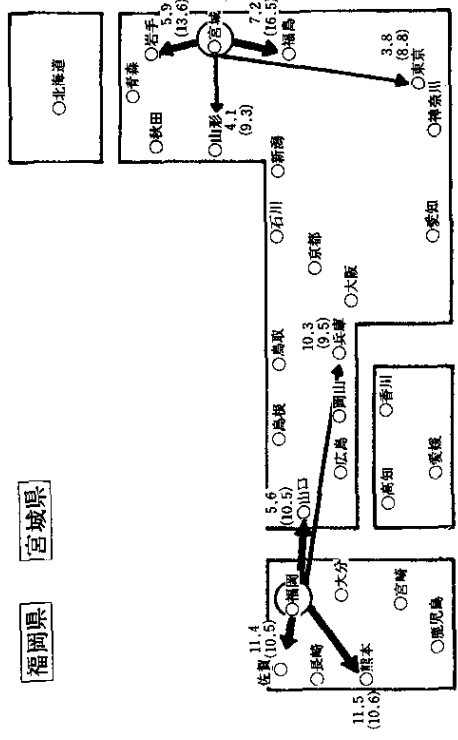 福岡県
宮城県
北海道
青森
岩手
5.9
(13.6)
秋田
宮城
山形
4.1
(9.3)
7.2
(16.5)
福島
新潟
石川
京都
大阪
3.8
(8.8)
東京
神奈川
愛知
鳥取
島根
10.3
(9.5)
兵庫
岡山
広島
5.6
(10.5)
山口
香川
高知
愛媛
福岡
11.4
(10.5)
佐賀
長崎
熊本
11.5
(10.6)
大分
宮崎
鹿児島